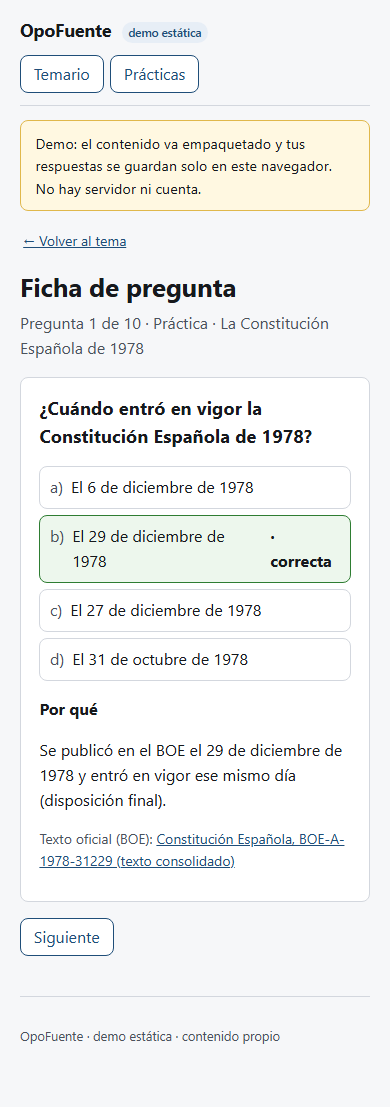 OpoFuente demo estática
Temario Prácticas
Demo: el contenido va empaquetado y tus
respuestas se guardan solo en este navegador.
No hay servidor ni cuenta.
← Volver al tema
Ficha de pregunta
Pregunta 1 de 10 · Práctica · La Constitución
Española de 1978
¿Cuándo entró en vigor la
Constitución Española de 1978?
a) El 6 de diciembre de 1978
b) El 29 de diciembre de ·
1978 correcta
c) El 27 de diciembre de 1978
d) El 31 de octubre de 1978
Por qué
Se publicó en el BOE el 29 de diciembre de
1978 y entró en vigor ese mismo día
(disposición final).
Texto oficial (BOE): Constitución Española, BOE-A-
1978-31229 (texto consolidado)
Siguiente
OpoFuente · demo estática · contenido propio